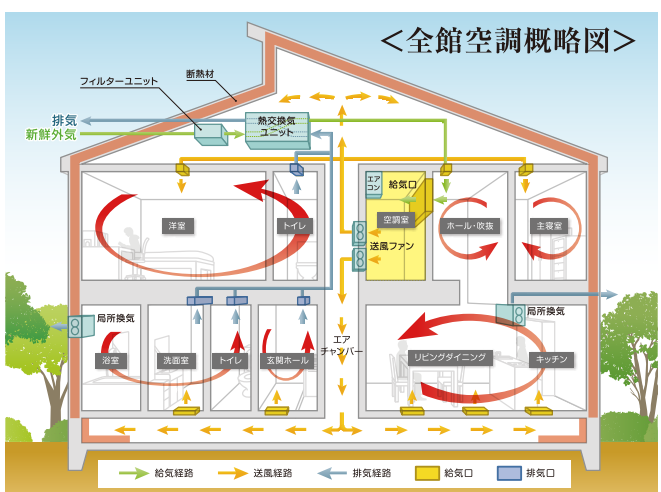 ＜全館空調概略図＞
フィルターユニット
断熱材
排気
新鮮外気
熱交換気
ユニット
エア
コン
給気口
空調室
送風ファン
洋室
トイレ
ホール・吹抜
主寝室
局所換気
浴室
洗面室
トイレ
玄関ホール
エア
チャンバー
局所換気
リビングダイニング
キッチン
給気経路
送風経路
排気経路
給気口
排気口